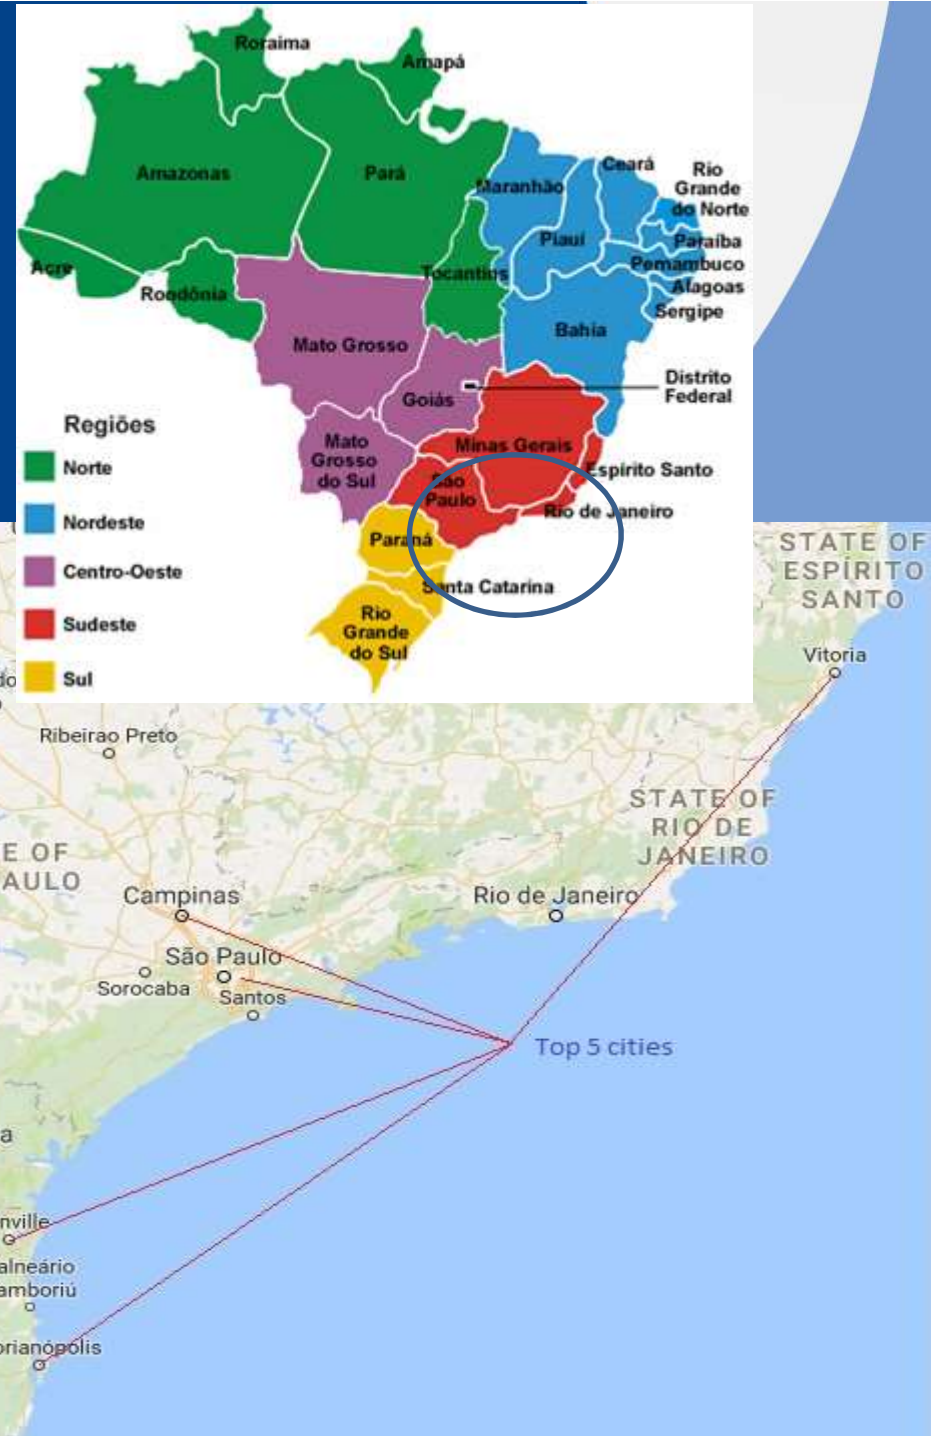 Roraima
Amapá
Amazonas
Pará
Maranhão
Ceará
Rio
Grande
do Norte
Piauí
Paraíba
Pernambuco
Acre
Rondônia
Tocantins
Alagoas
Sergipe
Bahia
Mato Grosso
Goiás
Distrito
Federal
Regiões
Mato
Grosso
do Sul
Minas Gerais
Espírito Santo
São
Paulo
Rio de Janeiro
Norte
Nordeste
Centro-Oeste
Sudeste
Sul
Paraná
Santa Catarina
Rio
Grande
do Sul
STATE OF
ESPÍRITO
SANTO
Vitoria
do
Ribeirao Preto
STATE OF
RIO DE
JANEIRO
E OF
AULO
Campinas
Rio de Janeiro
São Paulo
Sorocaba
Santos
Top 5 cities
a
nville
alneário
amboriú
orianópolis